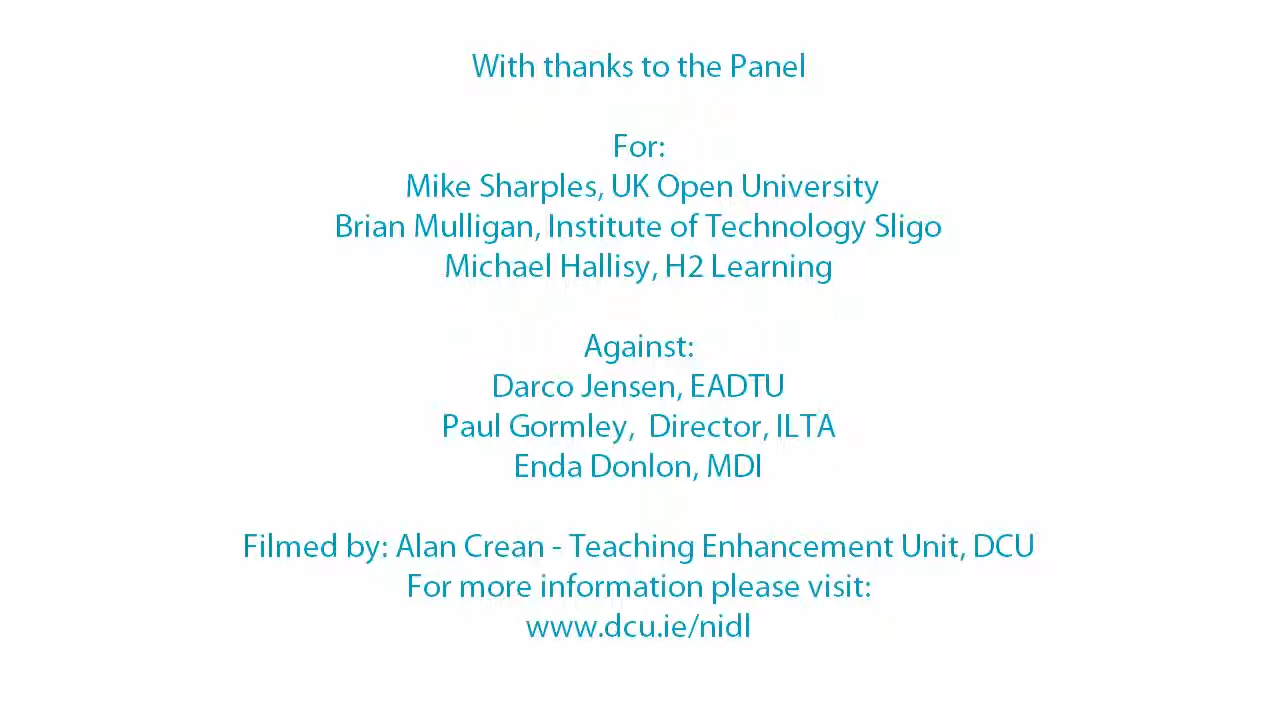 With thanks to the Panel
For:
Mike Sharples, UK Open University
Brian Mulligan, Institute of Technology Sligo
Michael Hallisy, H2 Learning
Against:
Darco Jensen, EADTU
Paul Gormley,  Director, ILTA
Enda Donlon, MDI
Filmed by: Alan Crean - Teaching Enhancement Unit, DCU
For more information please visit:
www.dcu.ie/nidl